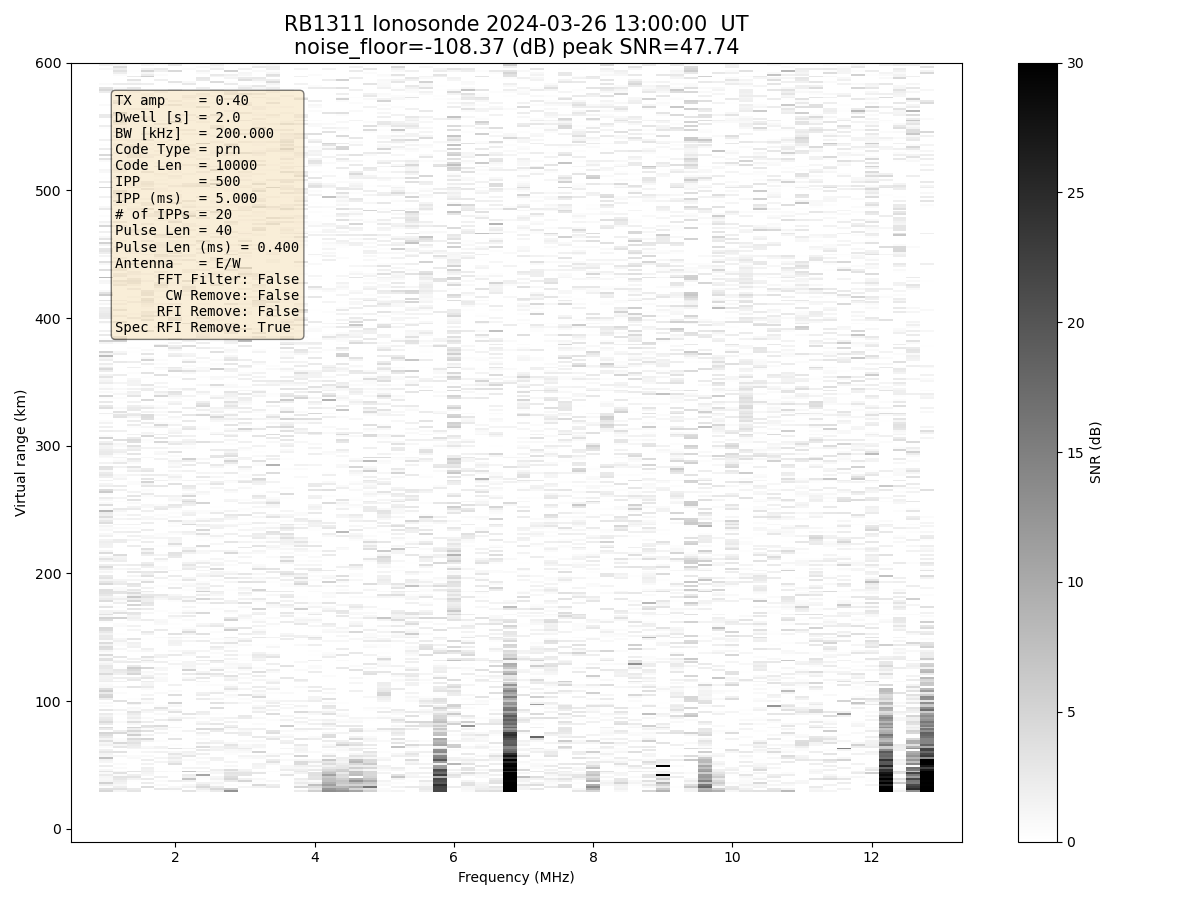 RB1311 Ionosonde 2024-03-26 13:00:00  UT
noise_floor=-108.37 (dB) peak SNR=47.74
600
500
400
300
200
100
0
Virtual range (km)
TX amp    = 0.40
Dwell [s] = 2.0
BW [kHz]  = 200.000
Code Type = prn
Code Len  = 10000
IPP       = 500
IPP (ms)  = 5.000
# of IPPs = 20
Pulse Len = 40
Pulse Len (ms) = 0.400
Antenna   = E/W
FFT Filter: False
CW Remove: False
RFI Remove: False
Spec RFI Remove: True
2 4 6 8 10 12
Frequency (MHz)
30
25
20
15
10
5
0
SNR (dB)